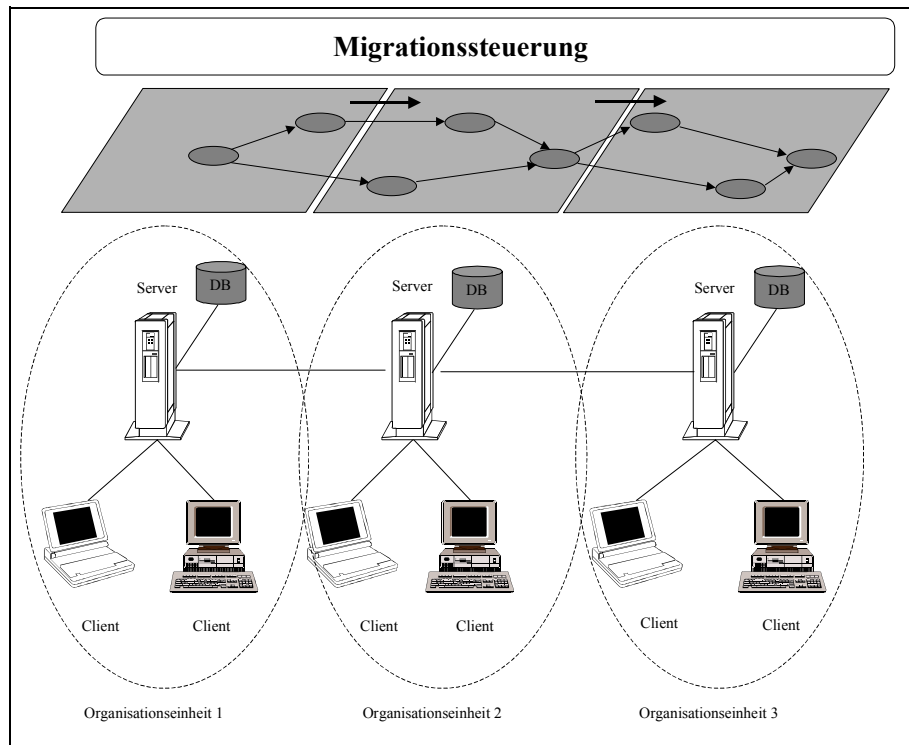 Migrationssteuerung
Server
DB
Server
DB
Server
DB
Client
Client
Client
Client
Client
Client
Organisationseinheit 1
Organisationseinheit 2
Organisationseinheit 3